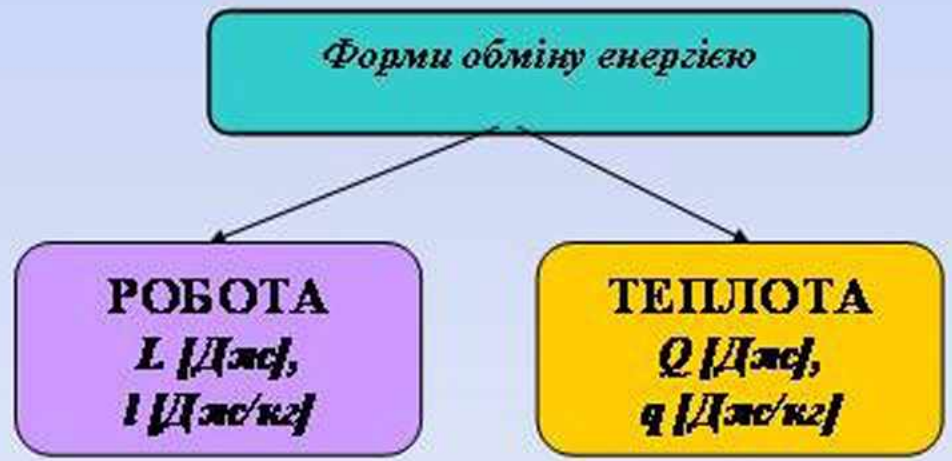 Форми обміну енергією
РОБОТА
L [Дж],
l [Дж/кг]
ТЕПЛОТА
Q [Дж],
q [Дж/кг]